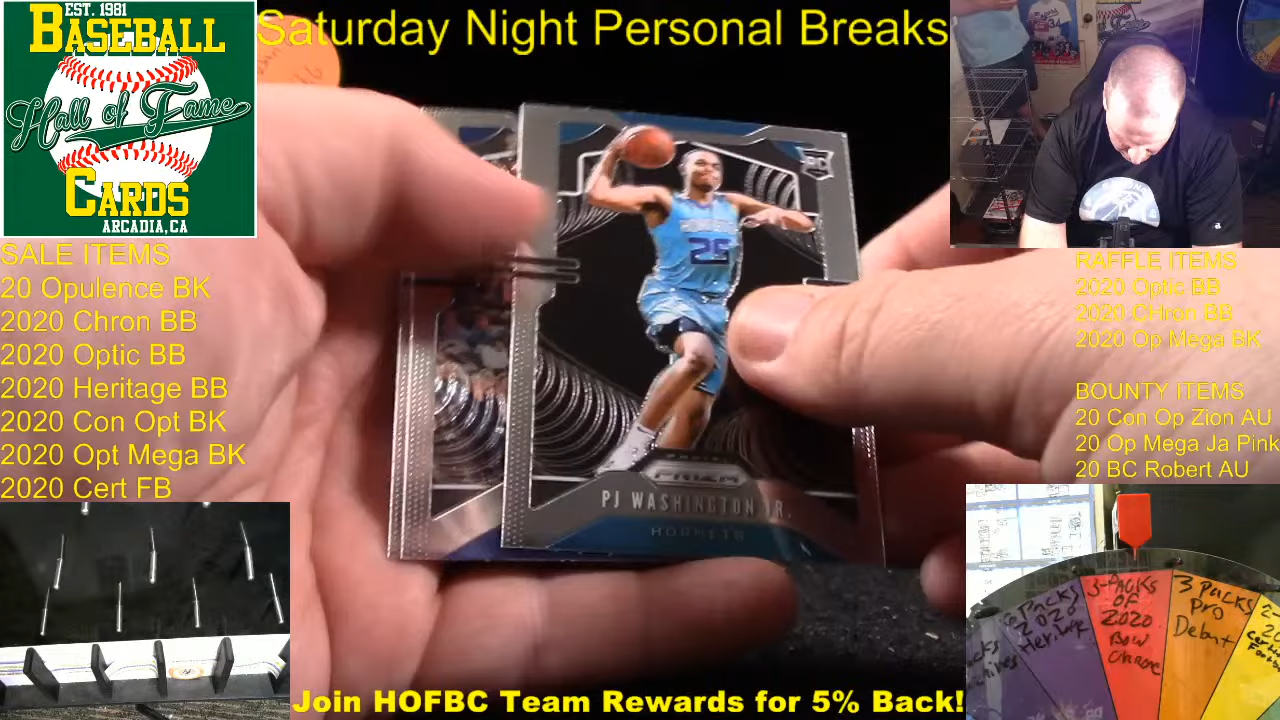 EST. 1981
BASEBALL
Hall of Fame
CARDS
ARCADIA,CA
Saturday Night Personal Breaks
SALE ITEMS
20 Opulence BK
2020 Chron BB
2020 Optic BB
2020 Heritage BB
2020 Con Opt BK
2020 Opt Mega BK
2020 Cert FB
RC
25
PRIZM
PJ WASHINGTON JR.
HORNETS
RAFFLE ITEMS
2020 Optic BB
2020 CHron BB
2020 Op Mega BK
BOUNTY ITEMS
20 Con Op Zion AU
20 Op Mega Ja Pink
20 BC Robert AU
PACKS
2020
Heritage
3-PACKS
OF
2020
BOW
CHROME
3 PACKS
PRO
Debut
Join HOFBC Team Rewards for 5% Back!